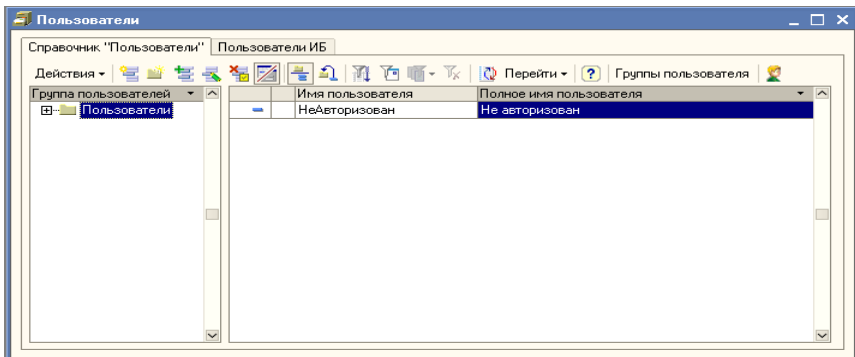 Пользователи
Справочник "Пользователи" Пользователи ИБ
Действия Перейти ? Группы пользователя
Группа пользователей Имя пользователя Полное имя пользователя
Пользователи НеАвторизован Не авторизован